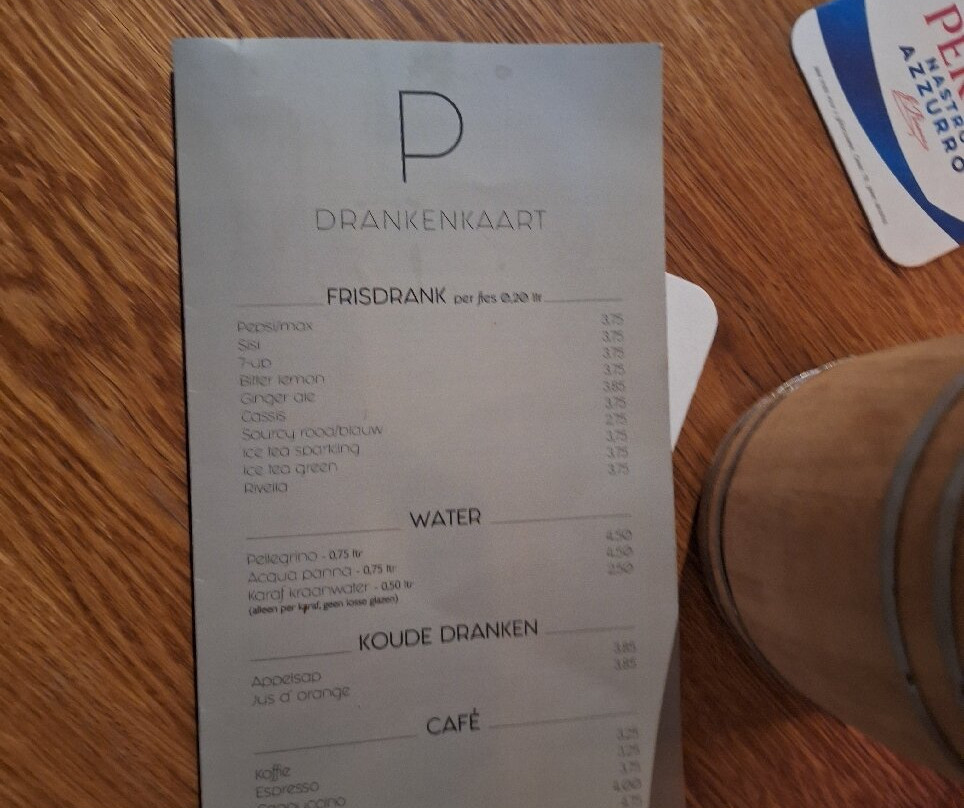 P
DRANKENKAART
FRISDRANK per fles 0,20 ltr
Pepsi/max 3,75
Sisi 3,75
7-up 3,75
Bitter lemon 3,75
Ginger ale 3,85
Cassis 3,75
Sourcy rood/blauw 2,75
Ice tea sparkling 3,75
Ice tea green 3,75
Rivella 3,75
WATER
Pellegrino - 0,75 ltr 4,50
Acqua panna - 0,75 ltr 4,50
Karaf kraanwater - 0,50 ltr 2,50
(alleen per karaf, geen losse glazen)
KOUDE DRANKEN
Appelsap 3,85
Jus d' orange 3,85
CAFÉ
Koffie 3,25
Espresso 3,25
Cappucino 3,75
4,00
4,75
PER
NASTRO
AZZURRO